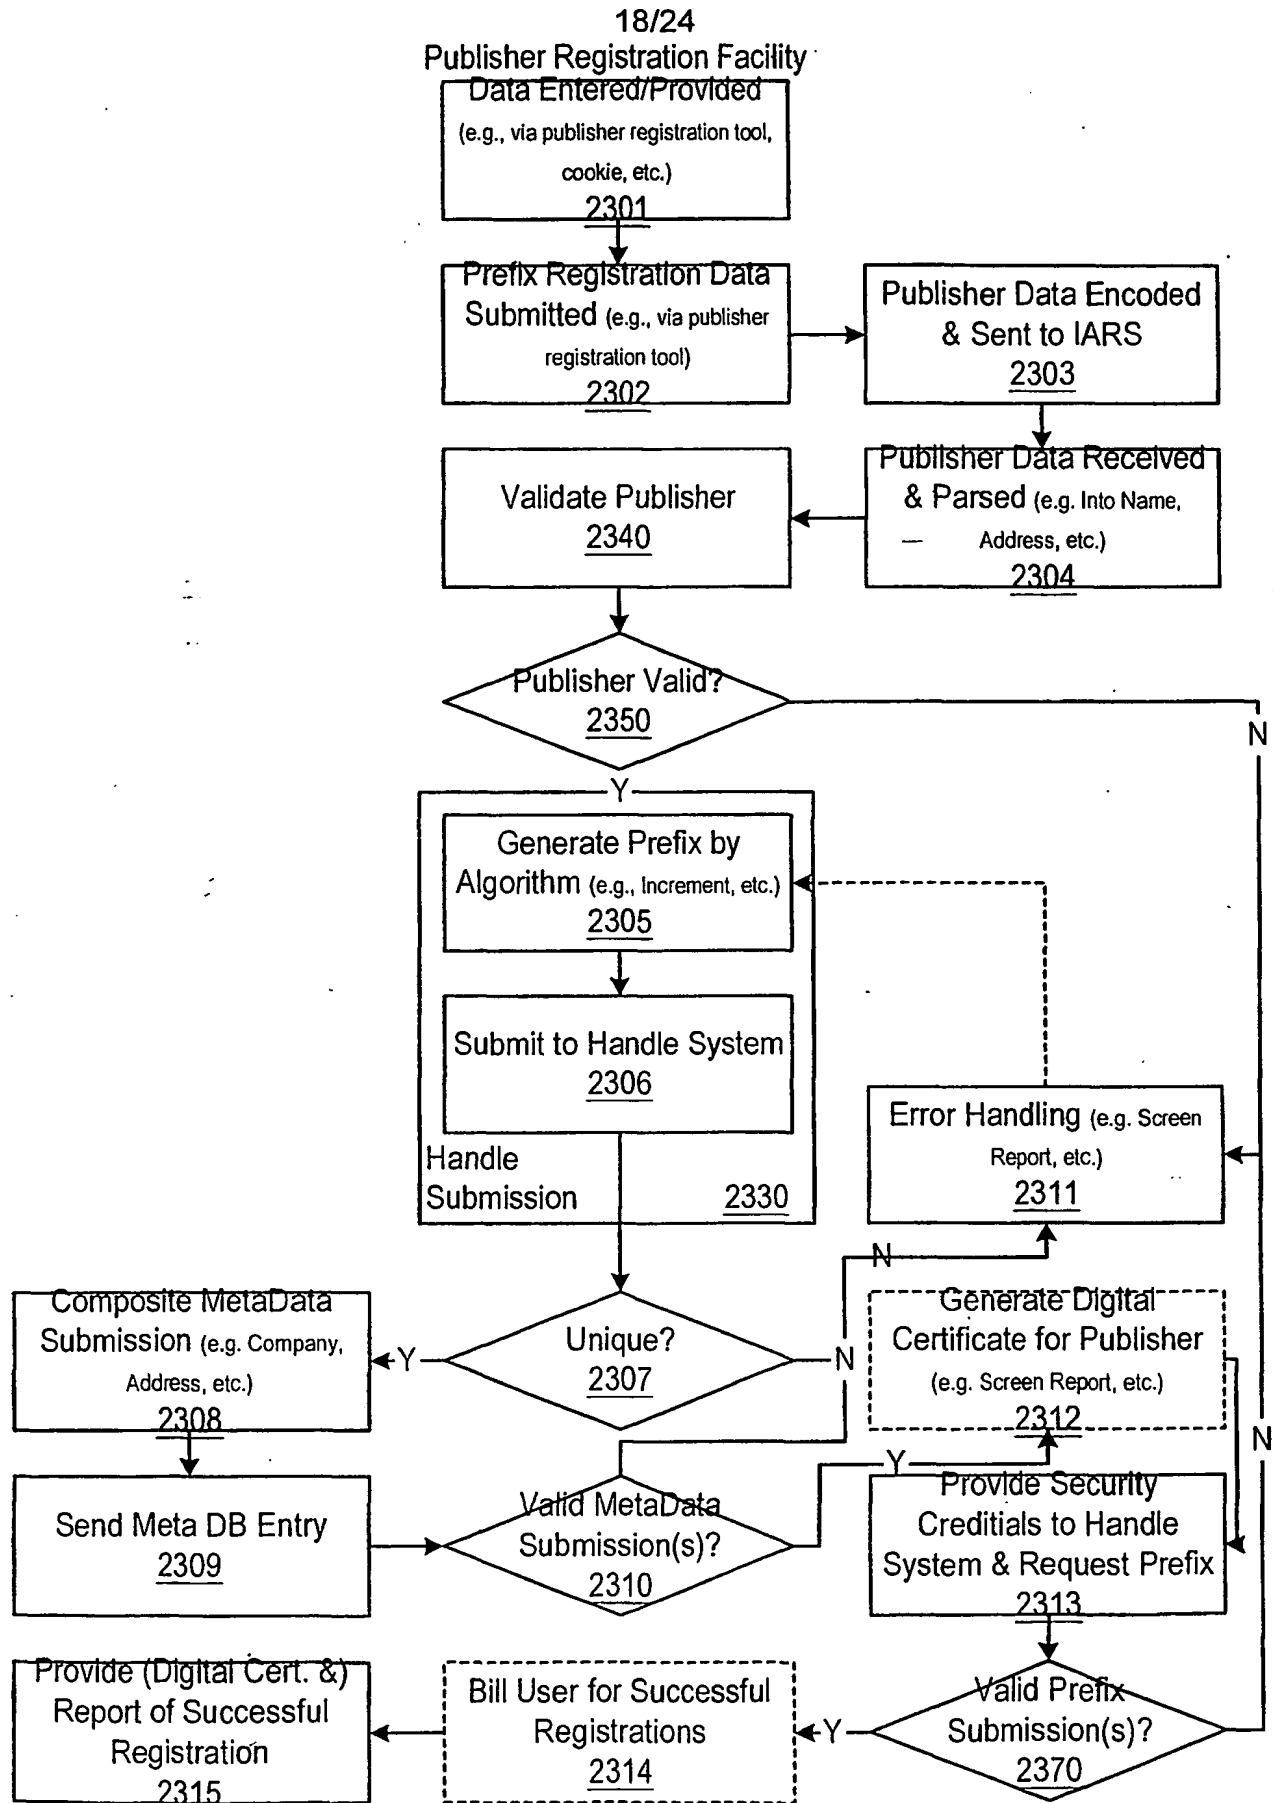 18/24
Publisher Registration Facility
Data Entered/Provided
(e.g., via publisher registration tool,
cookie, etc.)
2301
Prefix Registration Data
Submitted (e.g., via publisher
registration tool)
2302
Publisher Data Encoded
& Sent to IARS
2303
Publisher Data Received
& Parsed (e.g. Into Name,
Address, etc.)
2304
Validate Publisher
2340
Publisher Valid?
2350
N
Y
Generate Prefix by
Algorithm (e.g., Increment, etc.)
2305
Submit to Handle System
2306
Handle
Submission 2330
Error Handling (e.g. Screen
Report, etc.)
2311
N
Unique?
2307
Y
N
Composite MetaData
Submission (e.g. Company,
Address, etc.)
2308
Generate Digital
Certificate for Publisher
(e.g. Screen Report, etc.)
2312
N
Send Meta DB Entry
2309
Valid MetaData
Submission(s)?
2310
Y
Provide Security
Creditials to Handle
System & Request Prefix
2313
Valid Prefix
Submission(s)?
2370
Y
Bill User for Successful
Registrations
2314
Provide (Digital Cert. &)
Report of Successful
Registration
2315